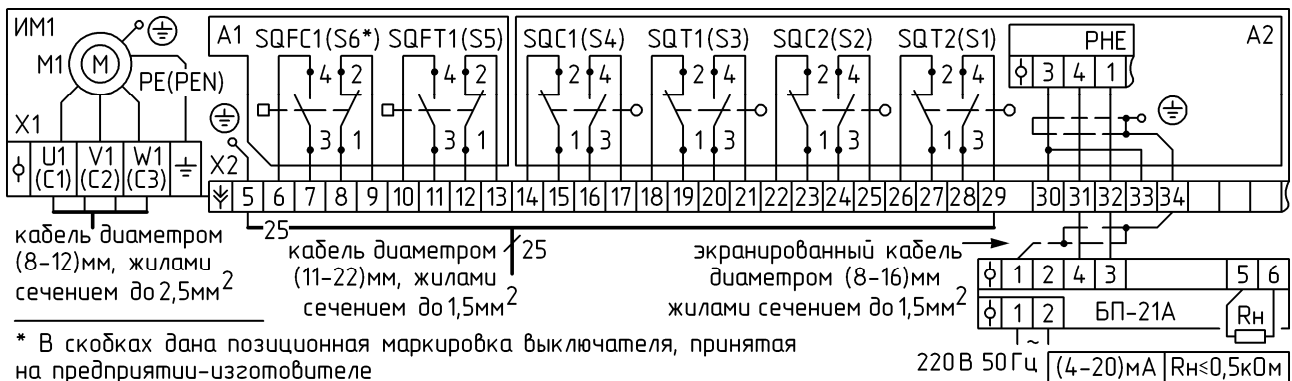 ИМ1
М1
М
PE(PEN)
X1
U1 V1 W1
(C1) (C2) (C3)
A1 SQFC1(S6*) SQFT1(S5) SQC1(S4) SQT1(S3) SQC2(S2) SQT2(S1) РНЕ A2
4 2 4 2 2 4 2 4 2 4 2 4 3 4 1
3 1 3 1 1 3 1 3 1 3 1 3
X2
5 6 7 8 9 10 11 12 13 14 15 16 17 18 19 20 21 22 23 24 25 26 27 28 29 30 31 32 33 34
25
25
кабель диаметром
(8-12)мм, жилами
сечением до 2,5мм2
кабель диаметром
(11-22)мм, жилами
сечением до 1,5мм2
экранированный кабель
диаметром (8-16)мм
жилами сечением до 1,5мм2
1 2 4 3 5 6
1 2 БП-21А Rн
~
220 В 50 Гц (4-20)мА Rн≤0,5кОм
* В скобках дана позиционная маркировка выключателя, принятая
на предприятии-изготовителе